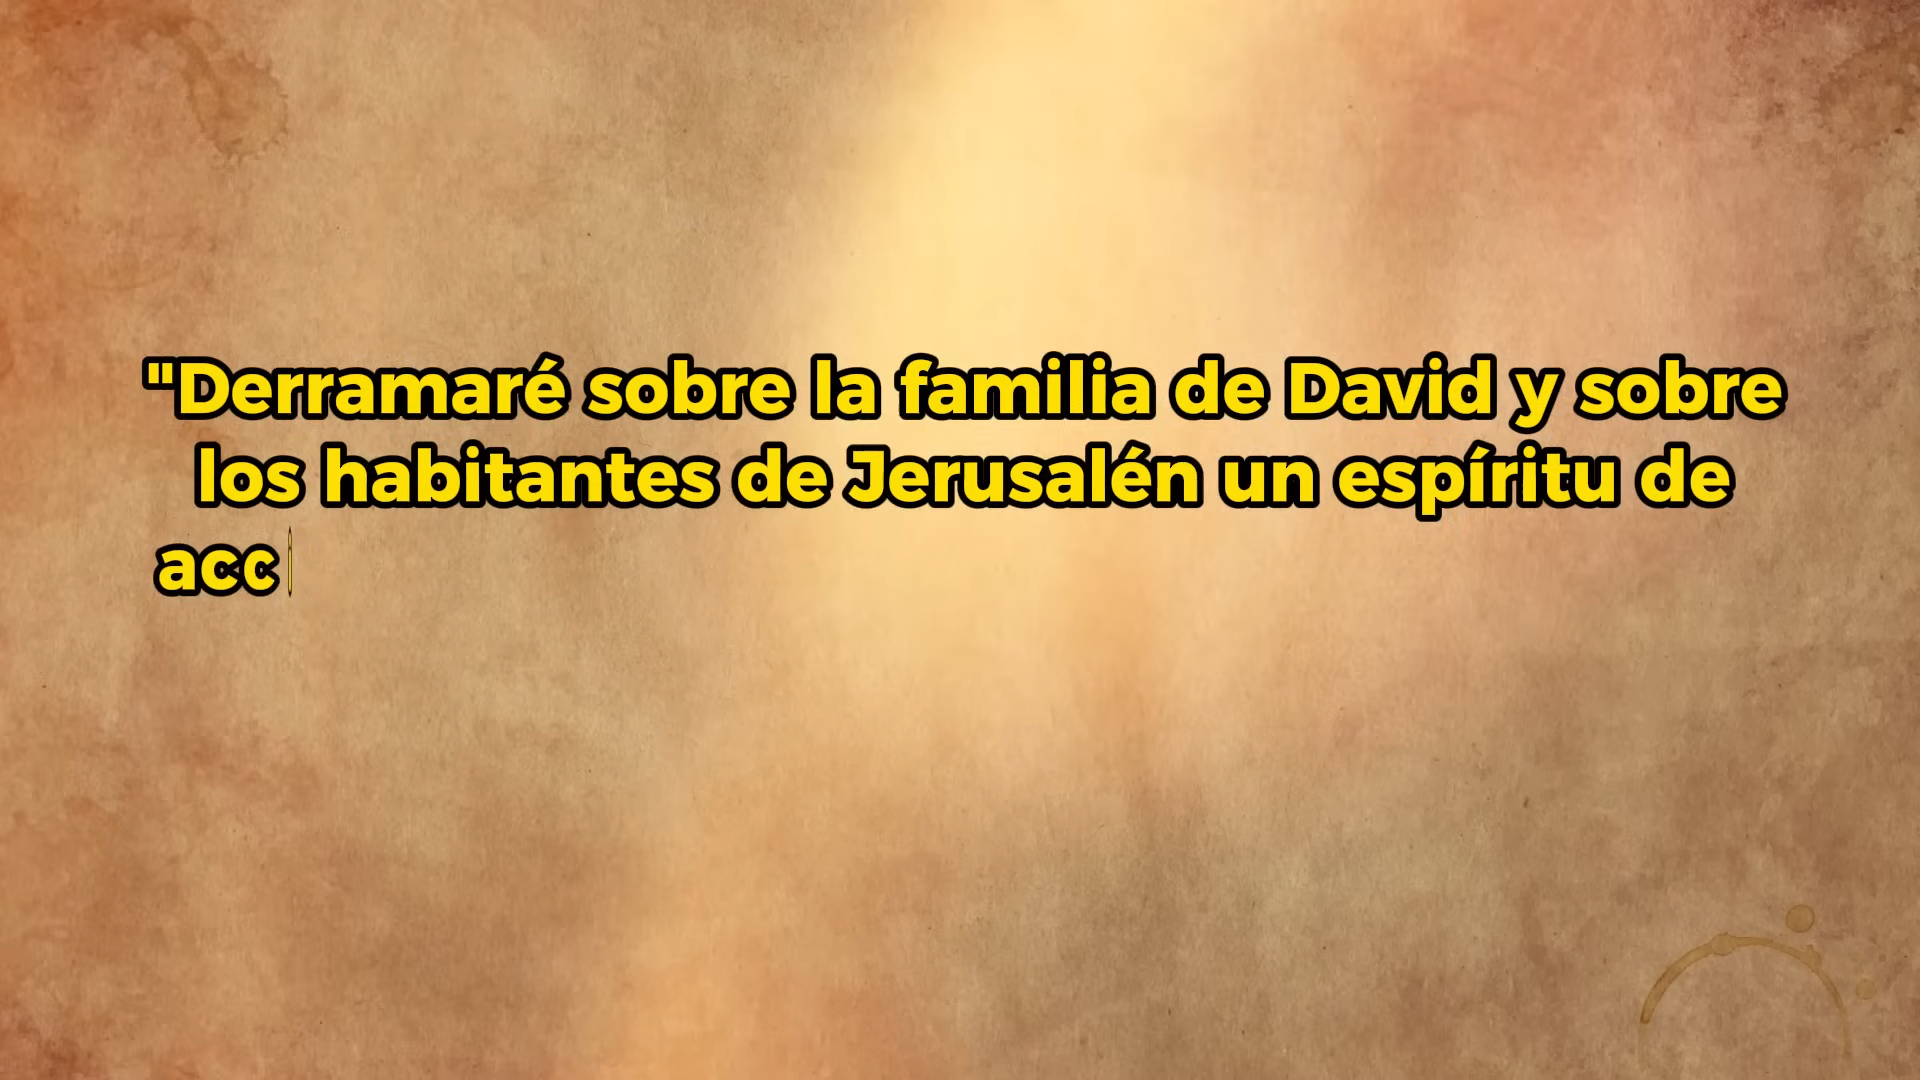 "Derramaré sobre la familia de David y sobre
los habitantes de Jerusalén un espíritu de
acc